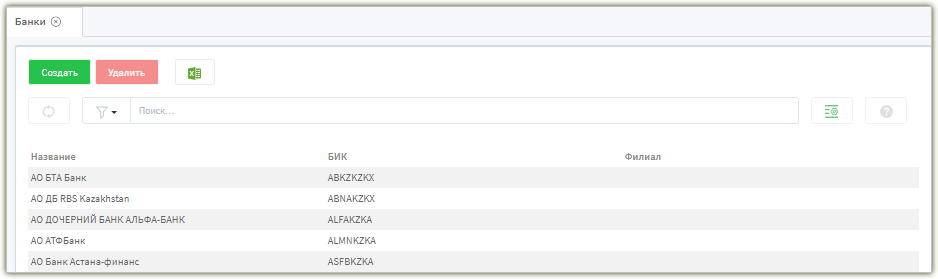 Банки
Создать Удалить
Поиск...
Название БИК Филиал
АО БТА Банк ABKZKZKX
АО ДБ RBS Kazakhstan ABNAKZKX
АО ДОЧЕРНИЙ БАНК АЛЬФА-БАНК ALFAKZKA
АО АТФБанк ALMNKZKA
АО Банк Астана-финанс ASFBKZKA